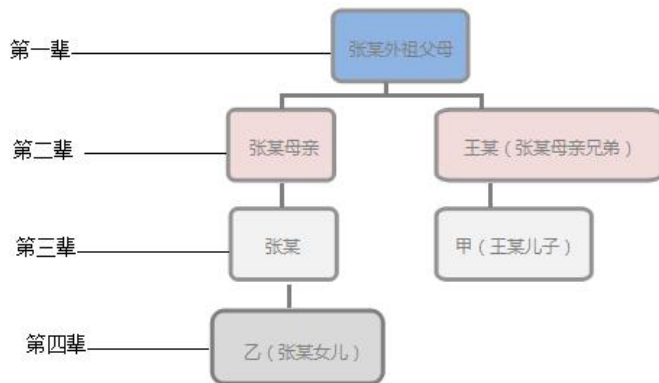 第一辈
张某外祖父母
第二辈
张某母亲
王某（张某母亲兄弟）
第三辈
张某
甲（王某儿子）
第四辈
乙（张某女儿）